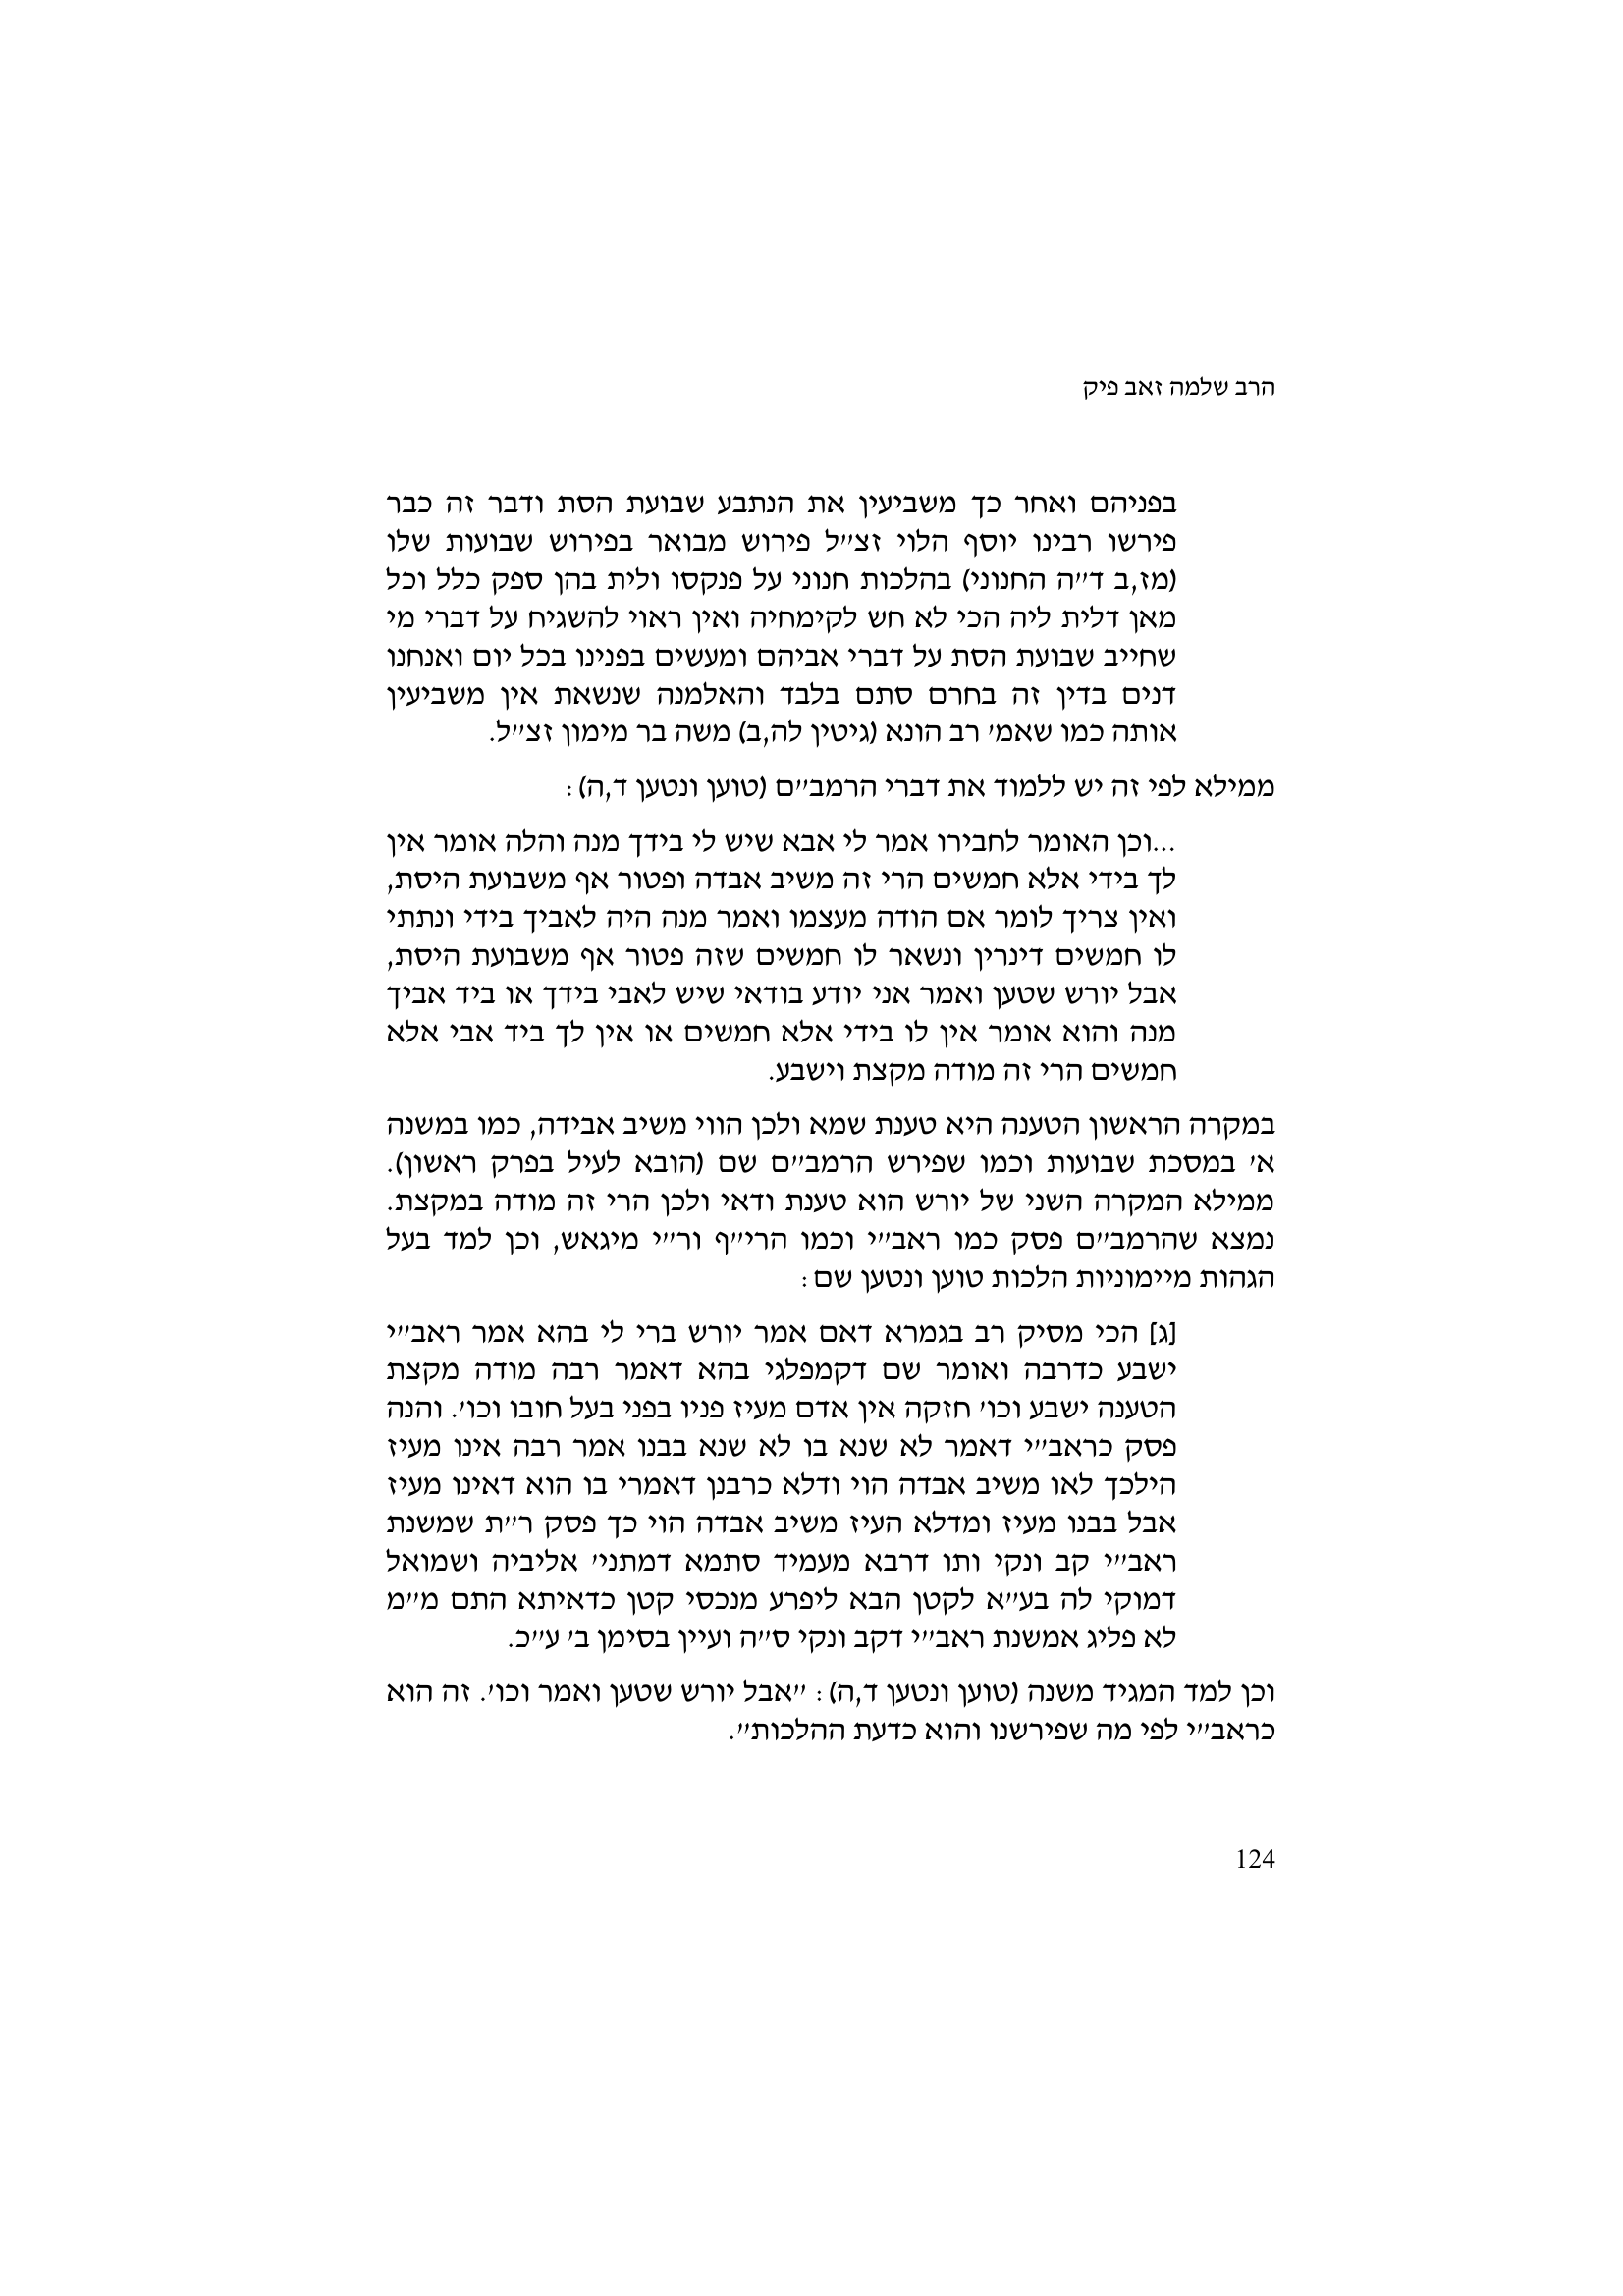 הרב שלמה זאב פיק
בפניהם ואחר כך משביעין את הנתבע שבועת הסת ודבר זה כבר
פירשו רבינו יוסף הלוי זצ"ל פירוש מבואר בפירוש שבועות שלו
(מז,ב ד"ה החנוני) בהלכות חנוני על פנקסו ולית בהן ספק כלל וכל
מאן דלית ליה הכי לא חש לקימחיה ואין ראוי להשגיח על דברי מי
שחייב שבועת הסת על דברי אביהם ומעשים בפנינו בכל יום ואנחנו
דנים בדין זה בחרם סתם בלבד והאלמנה שנשאת אין משביעין
אותה כמו שאמ' רב הונא (גיטין לה,ב) משה בר מימון זצ"ל.
ממילא לפי זה יש ללמוד את דברי הרמב"ם (טוען ונטען ד,ה):
...וכן האומר לחבירו אמר לי אבא שיש לי בידך מנה והלה אומר אין
לך בידי אלא חמשים הרי זה משיב אבדה ופטור אף משבועת היסת,
ואין צריך לומר אם הודה מעצמו ואמר מנה היה לאביך בידי ונתתי
לו חמשים דינרין ונשאר לו חמשים שזה פטור אף משבועת היסת,
אבל יורש שטען ואמר אני יודע בודאי שיש לאבי בידך או ביד אביך
מנה והוא אומר אין לו בידי אלא חמשים או אין לך ביד אבי אלא
חמשים הרי זה מודה מקצת וישבע.
במקרה הראשון הטענה היא טענת שמא ולכן הווי משיב אבידה, כמו במשנה
א' במסכת שבועות וכמו שפירש הרמב"ם שם (הובא לעיל בפרק ראשון).
ממילא המקרה השני של יורש הוא טענת ודאי ולכן הרי זה מודה במקצת.
נמצא שהרמב"ם פסק כמו ראב"י וכמו הרי"ף ור"י מיגאש, וכן למד בעל
הגהות מיימוניות הלכות טוען ונטען שם:
[ג] הכי מסיק רב בגמרא דאם אמר יורש ברי לי בהא אמר ראב"י
ישבע כדרבה ואומר שם דקמפלגי בהא דאמר רבה מודה מקצת
הטענה ישבע וכו' חזקה אין אדם מעיז פניו בפני בעל חובו וכו'. והנה
פסק כראב"י דאמר לא שנא בו לא שנא בבנו אמר רבה אינו מעיז
הילכך לאו משיב אבדה הוי ודלא כרבנן דאמרי בו הוא דאינו מעיז
אבל בבנו מעיז ומדלא העיז משיב אבדה הוי כך פסק ר"ת שמשנת
ראב"י קב ונקי ותו דרבא מעמיד סתמא דמתני' אליביה ושמואל
דמוקי לה בע"א לקטן הבא ליפרע מנכסי קטן כדאיתא התם מ"מ
לא פליג אמשנת ראב"י דקב ונקי ס"ה ועיין בסימן ב' ע"כ.
וכן למד המגיד משנה (טוען ונטען ד,ה): "אבל יורש שטען ואמר וכו'. זה הוא
כראב"י לפי מה שפירשנו והוא כדעת ההלכות".
124